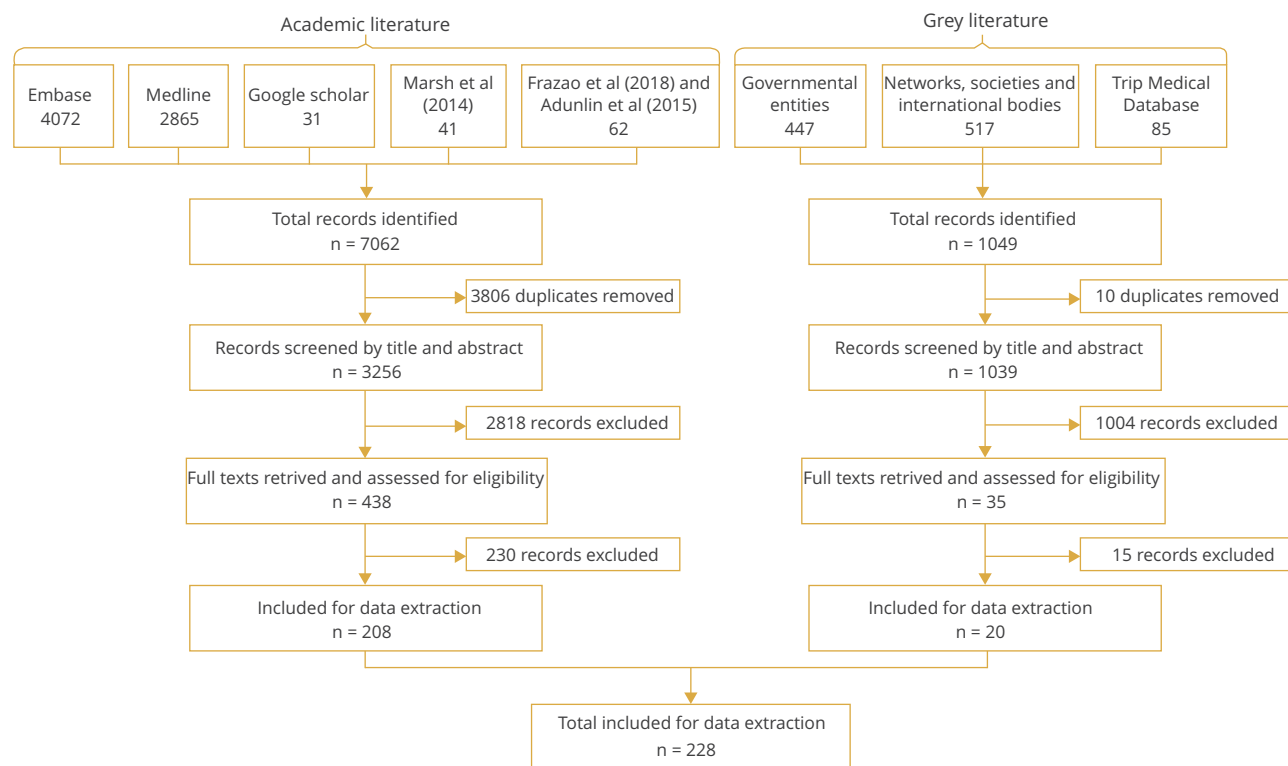 Academic literature
Grey literature
Embase
4072
Medline
2865
Google scholar
31
Marsh et al
(2014)
41
Frazao et al (2018) and
Adunlin et al (2015)
62
Governmental
entities
447
Networks, societies and
international bodies
517
Trip Medical
Database
85
Total records identified
n = 7062
Total records identified
n = 1049
3806 duplicates removed
10 duplicates removed
Records screened by title and abstract
n = 3256
Records screened by title and abstract
n = 1039
2818 records excluded
1004 records excluded
Full texts retrived and assessed for eligibility
n = 438
Full texts retrived and assessed for eligibility
n = 35
230 records excluded
15 records excluded
Included for data extraction
n = 208
Included for data extraction
n = 20
Total included for data extraction
n = 228